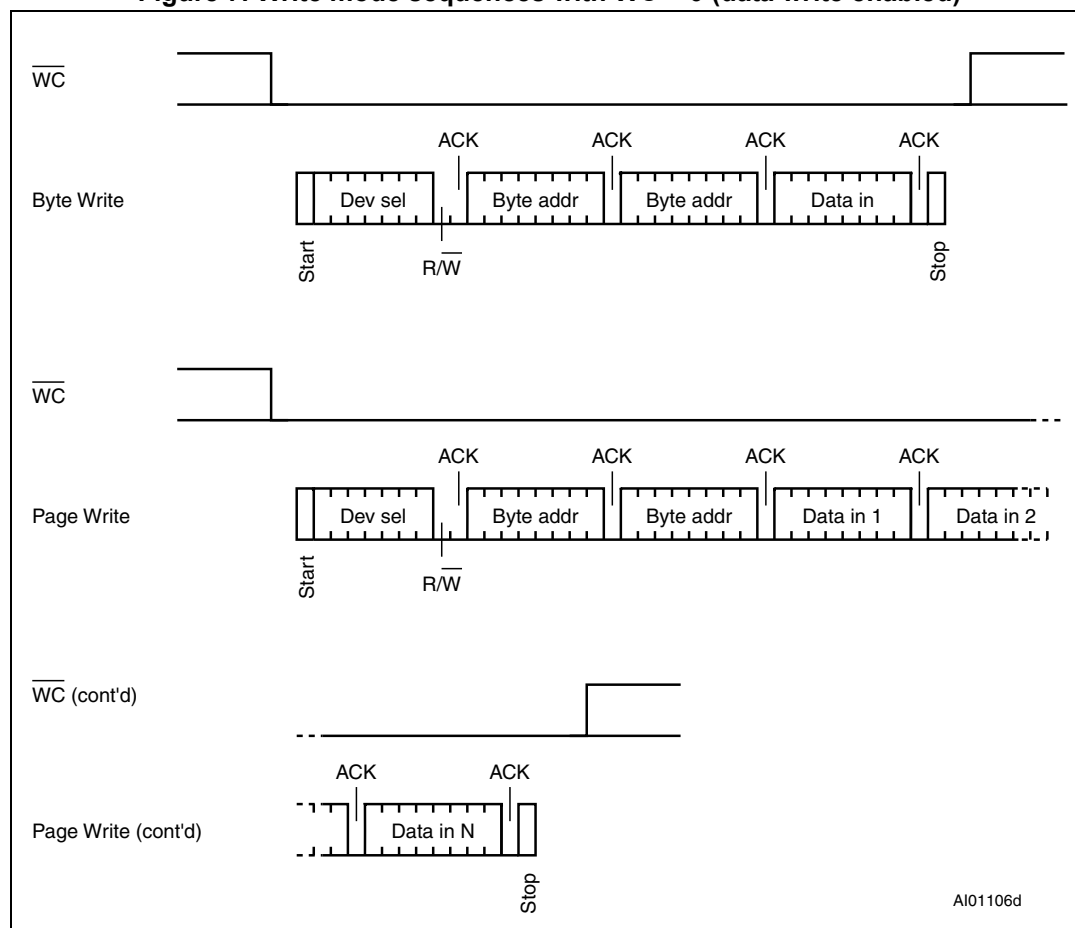 WC
ACK ACK ACK ACK
Byte Write
Dev sel Byte addr Byte addr Data in
Start R/W Stop
WC
ACK ACK ACK ACK
Page Write
Dev sel Byte addr Byte addr Data in 1 Data in 2
Start R/W
WC (cont'd)
ACK ACK
Page Write (cont'd)
Data in N
Stop
AI01106d